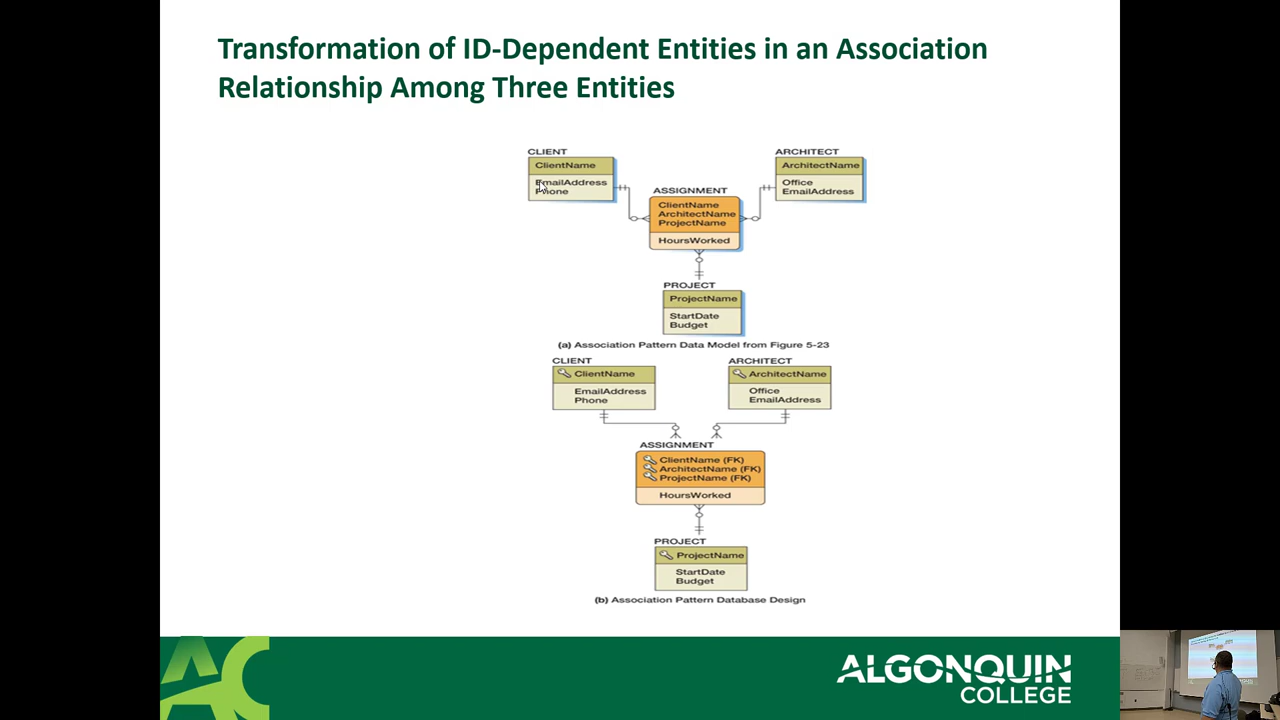 Transformation of ID-Dependent Entities in an Association
Relationship Among Three Entities
CLIENT
ClientName
EmailAddress
Phone
ARCHITECT
ArchitectName
Office
EmailAddress
ASSIGNMENT
ClientName
ArchitectName
ProjectName
HoursWorked
PROJECT
ProjectName
StartDate
Budget
(a) Association Pattern Data Model from Figure 5-23
CLIENT
ClientName
EmailAddress
Phone
ARCHITECT
ArchitectName
Office
EmailAddress
ASSIGNMENT
ClientName (FK)
ArchitectName (FK)
ProjectName (FK)
HoursWorked
PROJECT
ProjectName
StartDate
Budget
(b) Association Pattern Database Design
AC
ALGONQUIN
COLLEGE